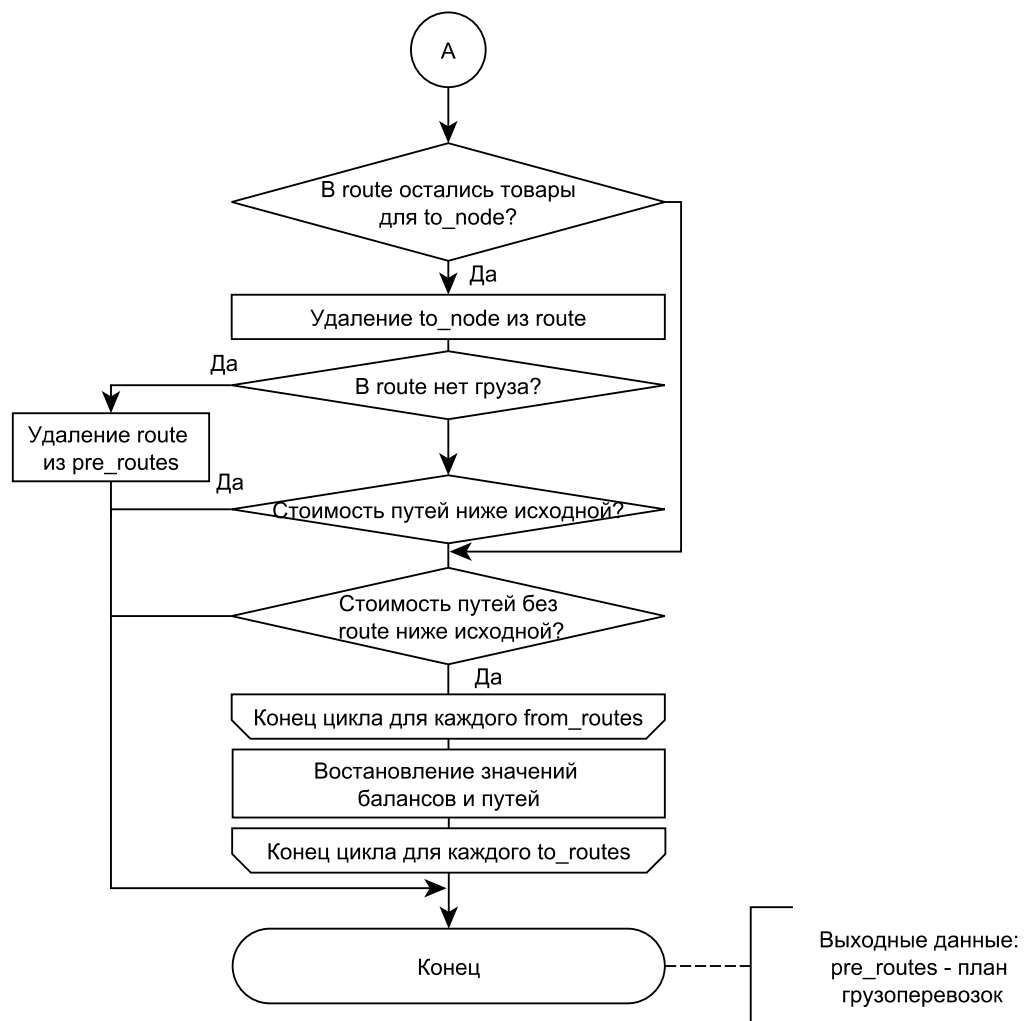 А
В route остались товары
для to_node?
Да
Удаление to_node из route
Да
В route нет груза?
Удаление route
из pre_routes
Да
Стоимость путей ниже исходной?
Стоимость путей без
route ниже исходной?
Да
Конец цикла для каждого from_routes
Востановление значений
балансов и путей
Конец цикла для каждого to_routes
Конец
Выходные данные:
pre_routes - план
грузоперевозок